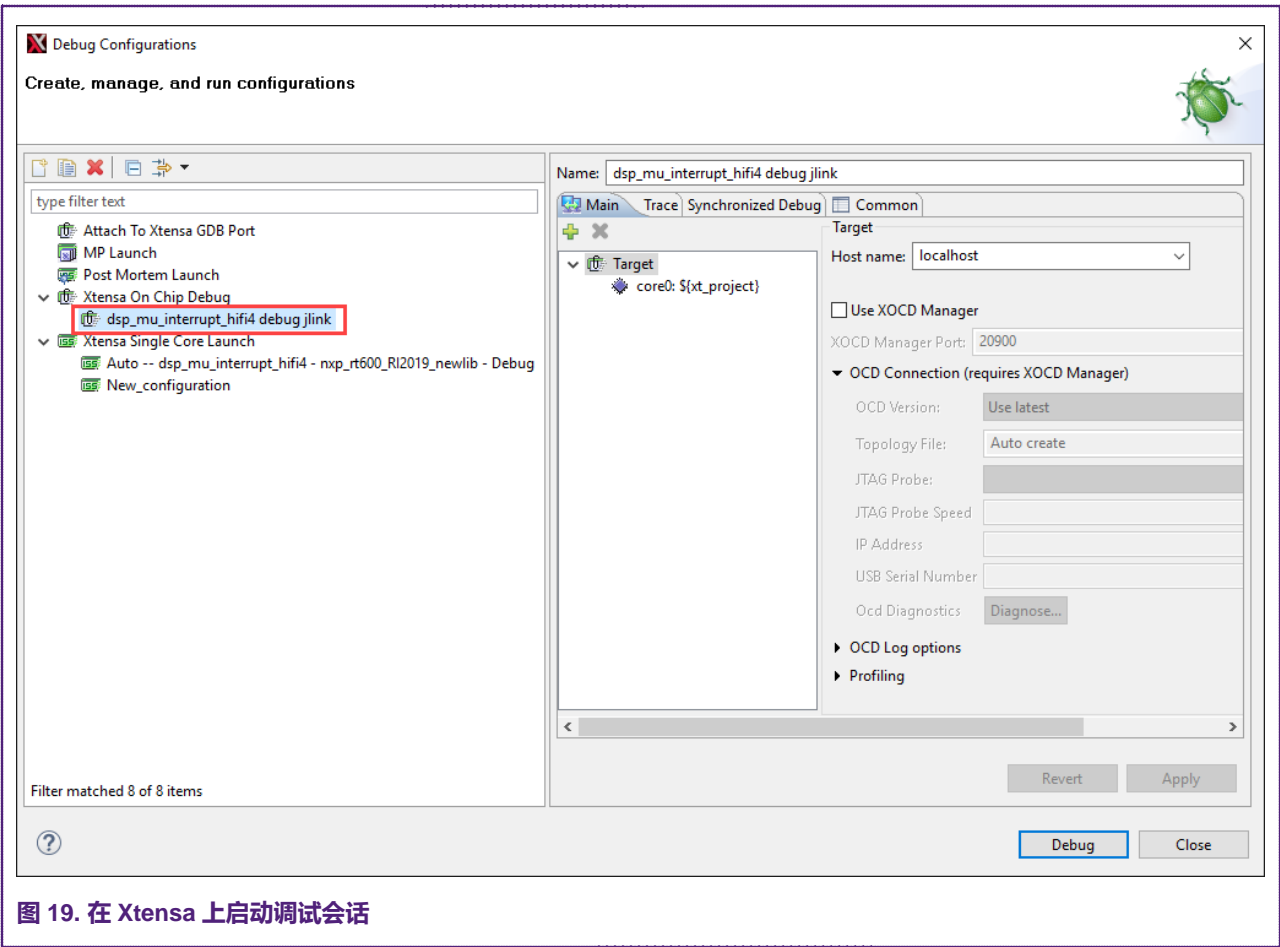 Debug Configurations
Create, manage, and run configurations
type filter text
Attach To Xtensa GDB Port
MP Launch
Post Mortem Launch
Xtensa On Chip Debug
dsp_mu_interrupt_hifi4 debug jlink
Xtensa Single Core Launch
Auto -- dsp_mu_interrupt_hifi4 - nxp_rt600_RI2019_newlib - Debug
New_configuration
Filter matched 8 of 8 items
Name: dsp_mu_interrupt_hifi4 debug jlink
Main Trace Synchronized Debug Common
Target
core0: ${xt_project}
Target
Host name: localhost
Use XOCD Manager
XOCD Manager Port: 20900
OCD Connection (requires XOCD Manager)
OCD Version: Use latest
Topology File: Auto create
JTAG Probe:
JTAG Probe Speed
IP Address
USB Serial Number
Ocd Diagnostics Diagnose...
OCD Log options
Profiling
Revert Apply
Debug Close
图 19. 在 Xtensa 上启动调试会话